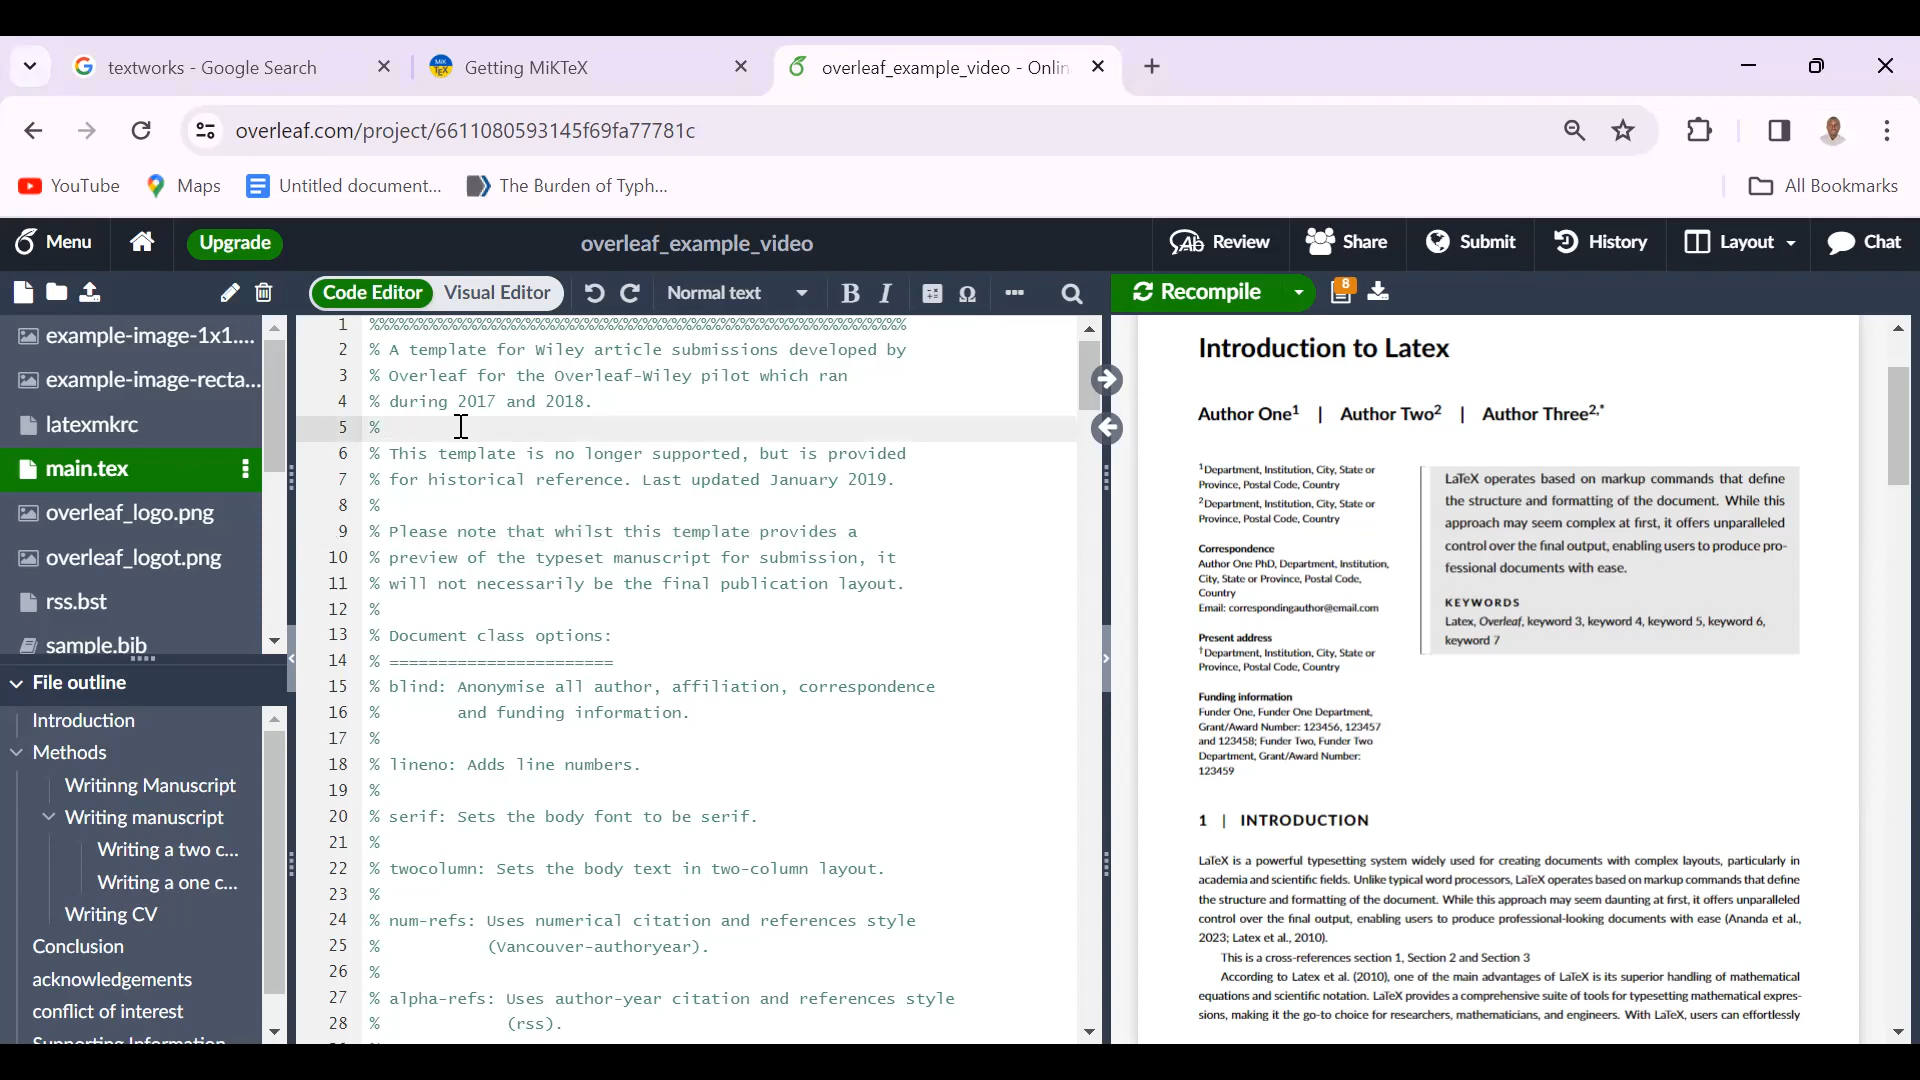 textworks - Google Search
Getting MiKTeX
overleaf_example_video - Onlin
overleaf.com/project/6611080593145f69fa77781c
YouTube
Maps
Untitled document...
The Burden of Typh...
All Bookmarks
Menu
Upgrade
overleaf_example_video
Review
Share
Submit
History
Layout
Chat
Code Editor
Visual Editor
Normal text
B
I
Ω
Recompile
8
example-image-1x1....
example-image-recta...
latexmkrc
main.tex
overleaf_logo.png
overleaf_logot.png
rss.bst
sample.bib
File outline
Introduction
Methods
Writinng Manuscript
Writing manuscript
Writing a two c...
Writing a one c...
Writing CV
Conclusion
acknowledgements
conflict of interest
Supporting Information
1 %%%%%%%%%%%%%%%%%%%%%%%%%%%%%%%%%%%%%%%%%%%%%%%%%%%%%%%
2 % A template for Wiley article submissions developed by
3 % Overleaf for the Overleaf-Wiley pilot which ran
4 % during 2017 and 2018.
5 %
6 % This template is no longer supported, but is provided
7 % for historical reference. Last updated January 2019.
8 %
9 % Please note that whilst this template provides a
10 % preview of the typeset manuscript for submission, it
11 % will not necessarily be the final publication layout.
12 %
13 % Document class options:
14 % =======================
15 % blind: Anonymise all author, affiliation, correspondence
16 % and funding information.
17 %
18 % lineno: Adds line numbers.
19 %
20 % serif: Sets the body font to be serif.
21 %
22 % twocolumn: Sets the body text in two-column layout.
23 %
24 % num-refs: Uses numerical citation and references style
25 % (Vancouver-authoryear).
26 %
27 % alpha-refs: Uses author-year citation and references style
28 % (rss).
Introduction to Latex
Author One1 | Author Two2 | Author Three2,*
1Department, Institution, City, State or
Province, Postal Code, Country
2Department, Institution, City, State or
Province, Postal Code, Country
Correspondence
Author One PhD, Department, Institution,
City, State or Province, Postal Code,
Country
Email: correspondingauthor@email.com
Present address
†Department, Institution, City, State or
Province, Postal Code, Country
Funding information
Funder One, Funder One Department,
Grant/Award Number: 123456, 123457
and 123458; Funder Two, Funder Two
Department, Grant/Award Number:
123459
LaTeX operates based on markup commands that define
the structure and formatting of the document. While this
approach may seem complex at first, it offers unparalleled
control over the final output, enabling users to produce pro-
fessional documents with ease.
KEYWORDS
Latex, Overleaf, keyword 3, keyword 4, keyword 5, keyword 6,
keyword 7
1 | INTRODUCTION
LaTeX is a powerful typesetting system widely used for creating documents with complex layouts, particularly in
academia and scientific fields. Unlike typical word processors, LaTeX operates based on markup commands that define
the structure and formatting of the document. While this approach may seem daunting at first, it offers unparalleled
control over the final output, enabling users to produce professional-looking documents with ease (Ananda et al.,
2023; Latex et al., 2010).
This is a cross-references section 1, Section 2 and Section 3
According to Latex et al. (2010), one of the main advantages of LaTeX is its superior handling of mathematical
equations and scientific notation. LaTeX provides a comprehensive suite of tools for typesetting mathematical expres-
sions, making it the go-to choice for researchers, mathematicians, and engineers. With LaTeX, users can effortlessly